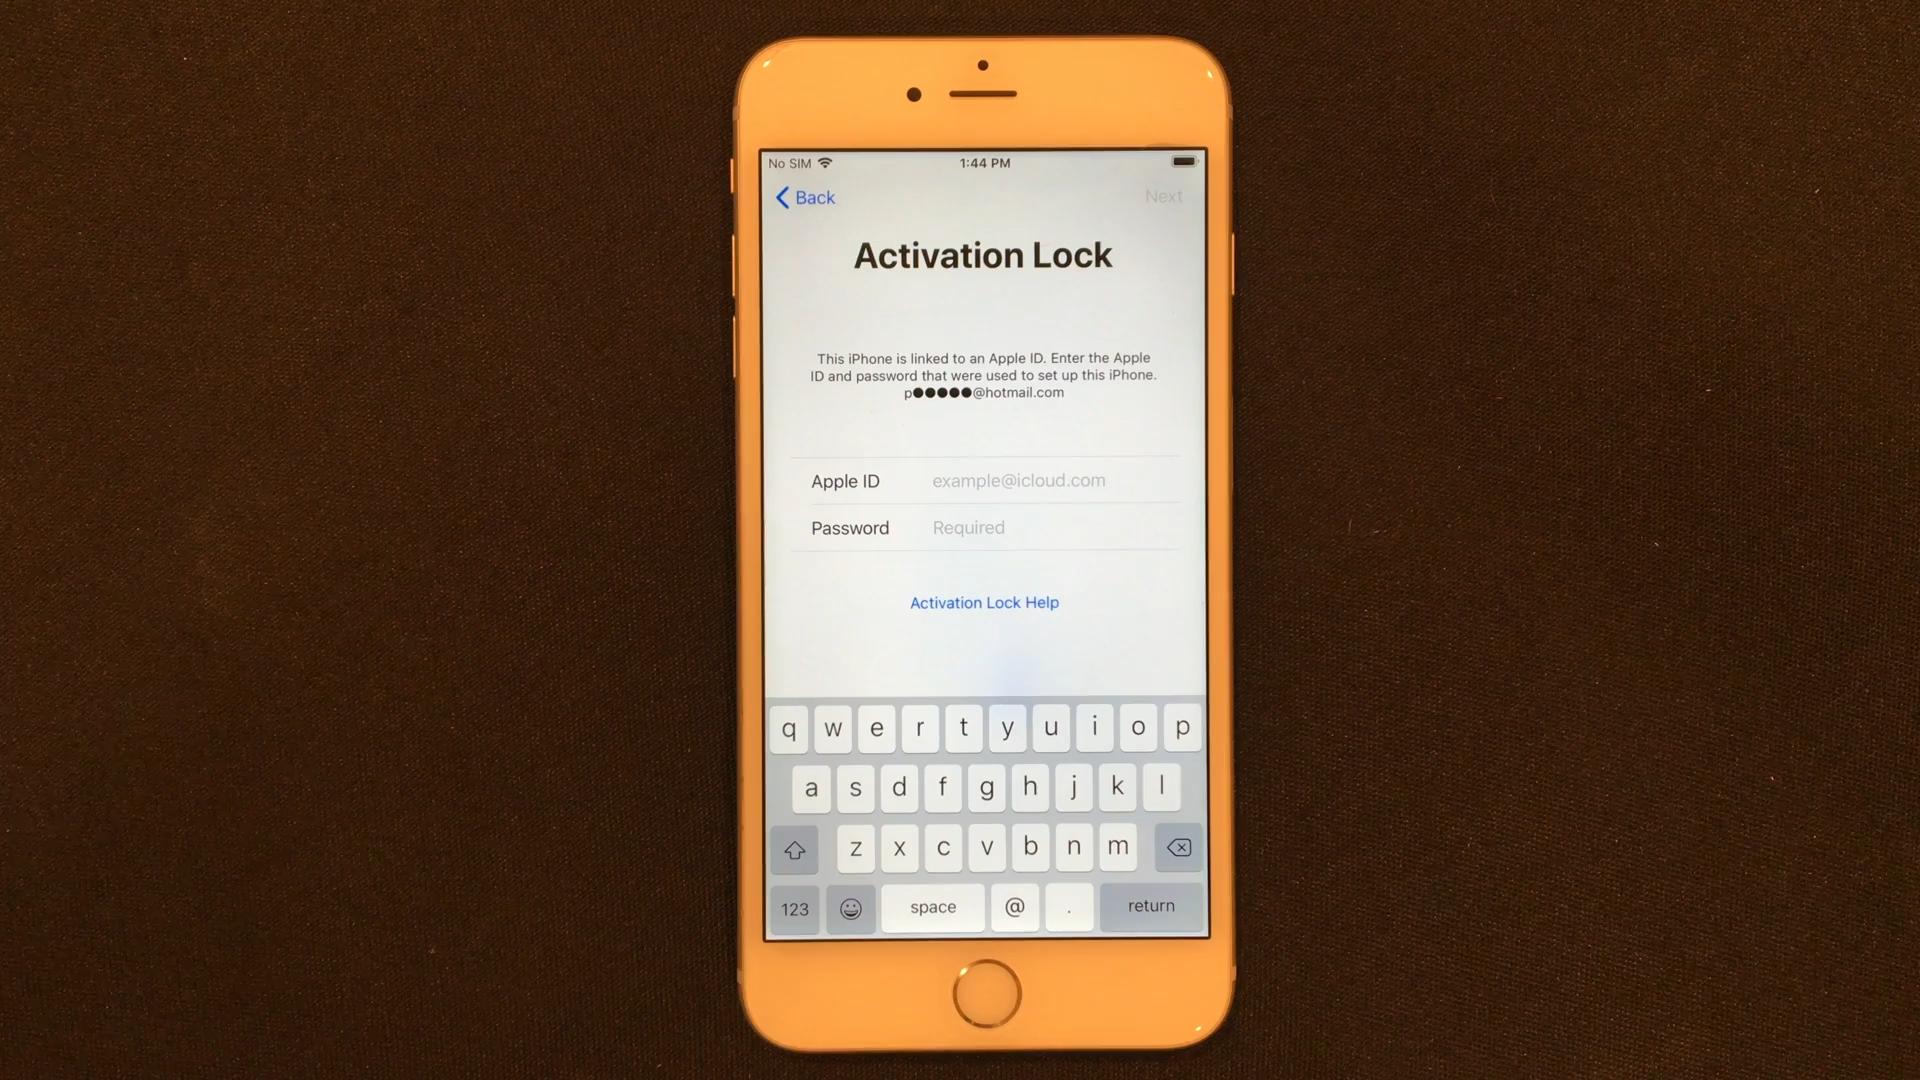 No SIM 1:44 PM
Back Next
Activation Lock
This iPhone is linked to an Apple ID. Enter the Apple
ID and password that were used to set up this iPhone.
p●●●●●@hotmail.com
Apple ID example@icloud.com
Password Required
Activation Lock Help
q w e r t y u i o p
a s d f g h j k l
z x c v b n m
123 space @ . return